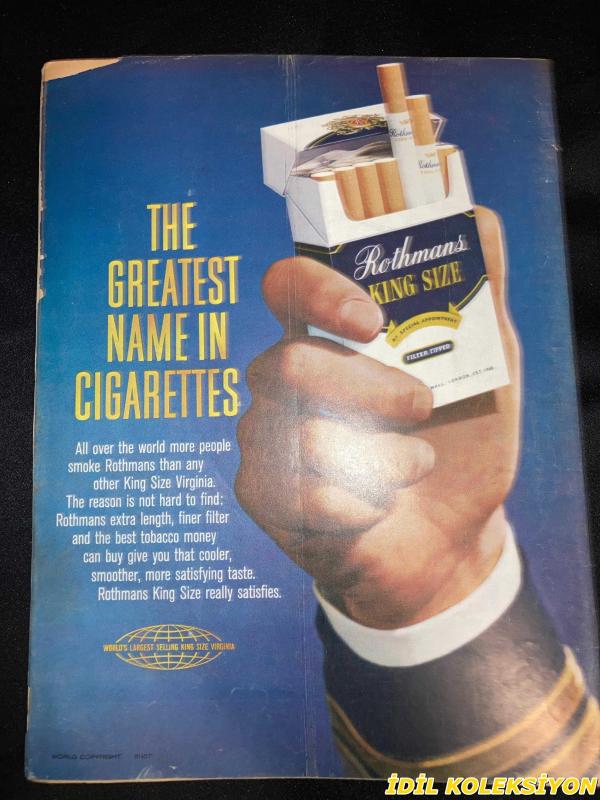 THE
GREATEST
NAME IN
CIGARETTES
All over the world more people
smoke Rothmans than any
other King Size Virginia.
The reason is not hard to find:
Rothmans extra length, finer filter
and the best tobacco money
can buy give you that cooler,
smoother, more satisfying taste.
Rothmans King Size really satisfies.
WORLD'S LARGEST SELLING KING SIZE VIRGINIA
WORLD COPYRIGHT
Rothmans
KING SIZE
BY SPECIAL APPOINTMENT
FILTER TIPPED
LONDON
İDİL KOLEKSİYON